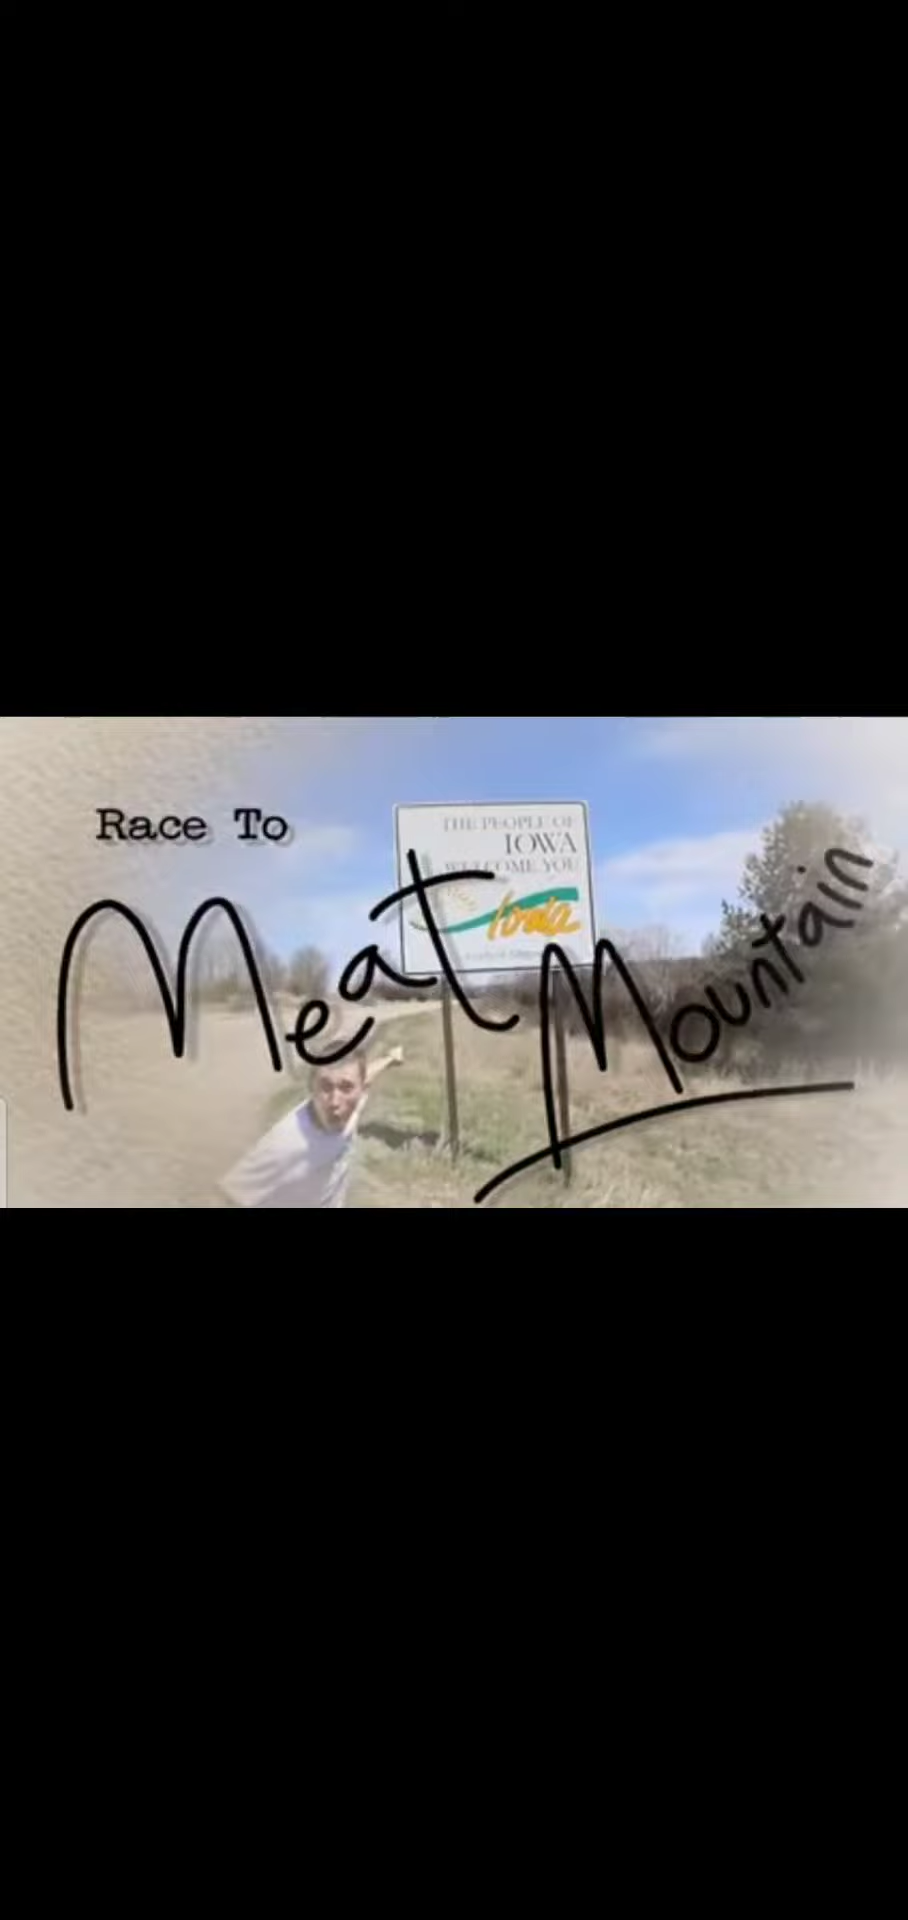 Race To
Meat Mountain
THE PEOPLE OF
IOWA
WELCOME YOU
Iowa